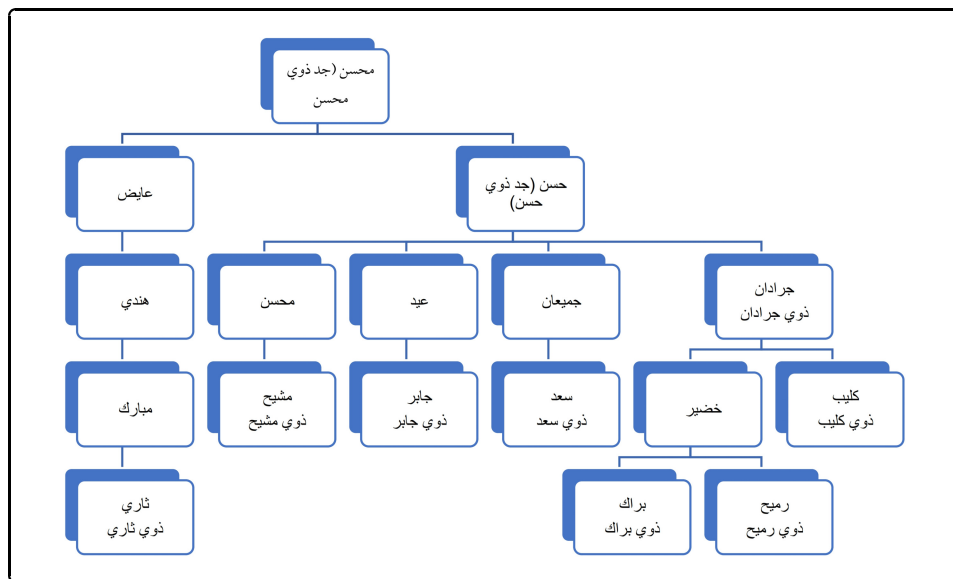 محسن (جد ذوي
محسن
حسن (جد ذوي
حسن)
عايض
جرادان
ذوي جرادان
جميعان
عيد
محسن
هندي
كليب
ذوي كليب
خضير
سعد
ذوي سعد
جابر
ذوي جابر
مشيح
ذوي مشيح
مبارك
رميح
ذوي رميح
براك
ذوي براك
ثاري
ذوي ثاري